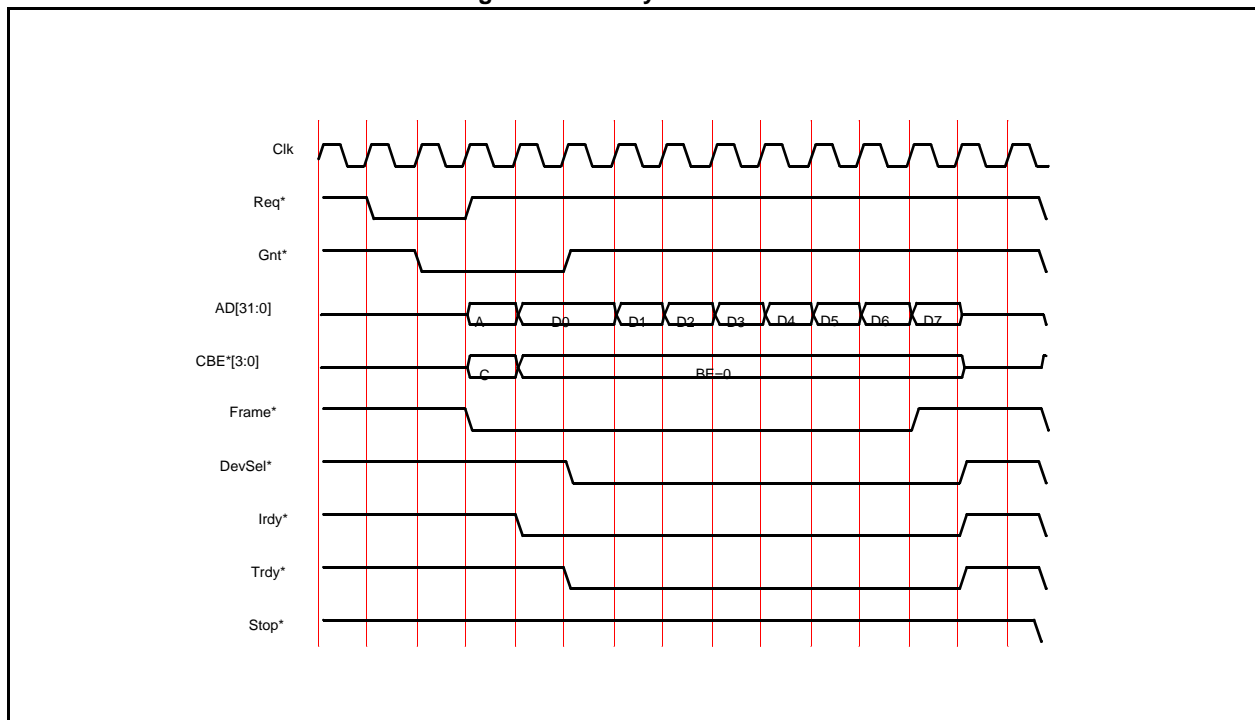 Clk
Req*
Gnt*
AD[31:0]
A D0 D1 D2 D3 D4 D5 D6 D7
CBE*[3:0]
C BE=0
Frame*
DevSel*
Irdy*
Trdy*
Stop*